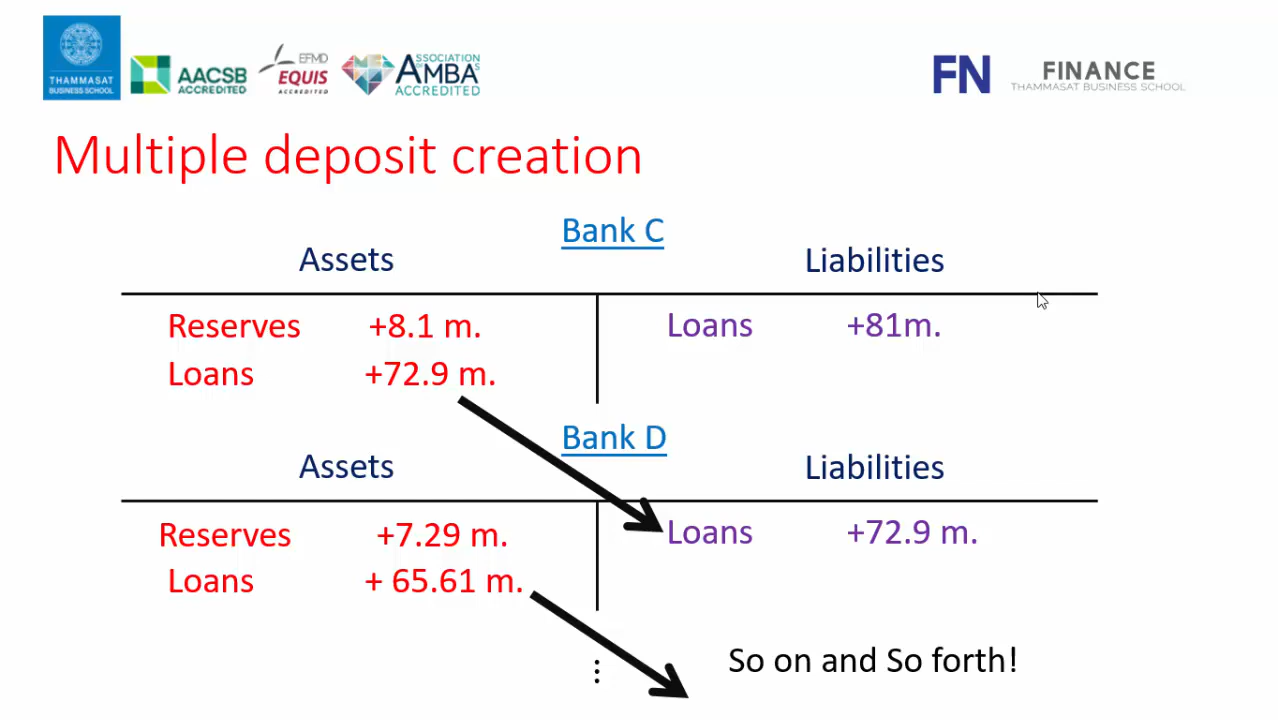 THAMMASAT
BUSINESS SCHOOL
AACSB
ACCREDITED
EFMD
EQUIS
ACCREDITED
ASSOCIATION
OF AMBAS
ACCREDITED
FN
FINANCE
THAMMASAT BUSINESS SCHOOL
Multiple deposit creation
Bank C
Assets Liabilities
Reserves +8.1 m. Loans +81m.
Loans +72.9 m.
Bank D
Assets Liabilities
Reserves +7.29 m. Loans +72.9 m.
Loans + 65.61 m.
⋮ So on and So forth!